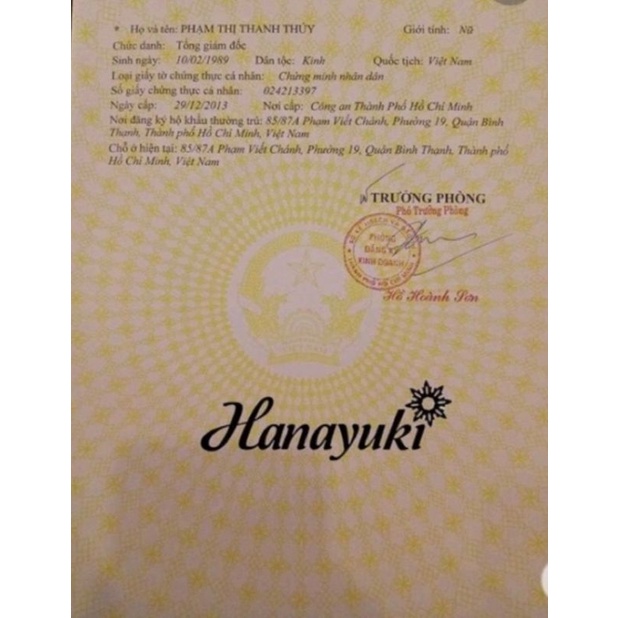 * Họ và tên: PHẠM THỊ THANH THỦY Giới tính: Nữ
Chức danh: Tổng giám đốc
Sinh ngày: 10/02/1989 Dân tộc: Kinh Quốc tịch: Việt Nam
Loại giấy tờ chứng thực cá nhân: Chứng minh nhân dân
Số giấy chứng thực cá nhân: 024213397
Ngày cấp: 29/12/2013 Nơi cấp: Công an Thành Phố Hồ Chí Minh
Nơi đăng ký hộ khẩu thường trú: 85/87A Phạm Viết Chánh, Phường 19, Quận Bình
Thạnh, Thành phố Hồ Chí Minh, Việt Nam
Chỗ ở hiện tại: 85/87A Phạm Viết Chánh, Phường 19, Quận Bình Thạnh, Thành phố
Hồ Chí Minh, Việt Nam
TRƯỞNG PHÒNG
Phó Trưởng Phòng
PHÒNG
ĐĂNG KÝ
KINH DOANH
Hồ Hoành Sơn
Hanayuki